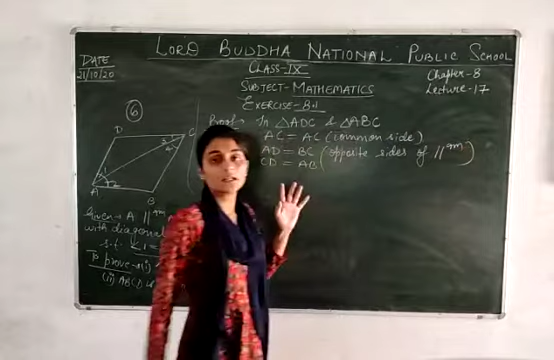 LORD BUDDHA NATIONAL PUBLIC SCHOOL
DATE
21/10/20
CLASS-IX
SUBJECT-MATHEMATICS
EXERCISE-8.1
Chapter-8
Lecture-17
6
D
C
A
B
Proof- In △ADC & △ABC
AC = AC (common side)
AD = BC (opposite sides of ||gm)
CD = AB
Given- A ||gm
with diagonal
s.t. ∠1 =
To prove-(i)
(ii) ABCD is